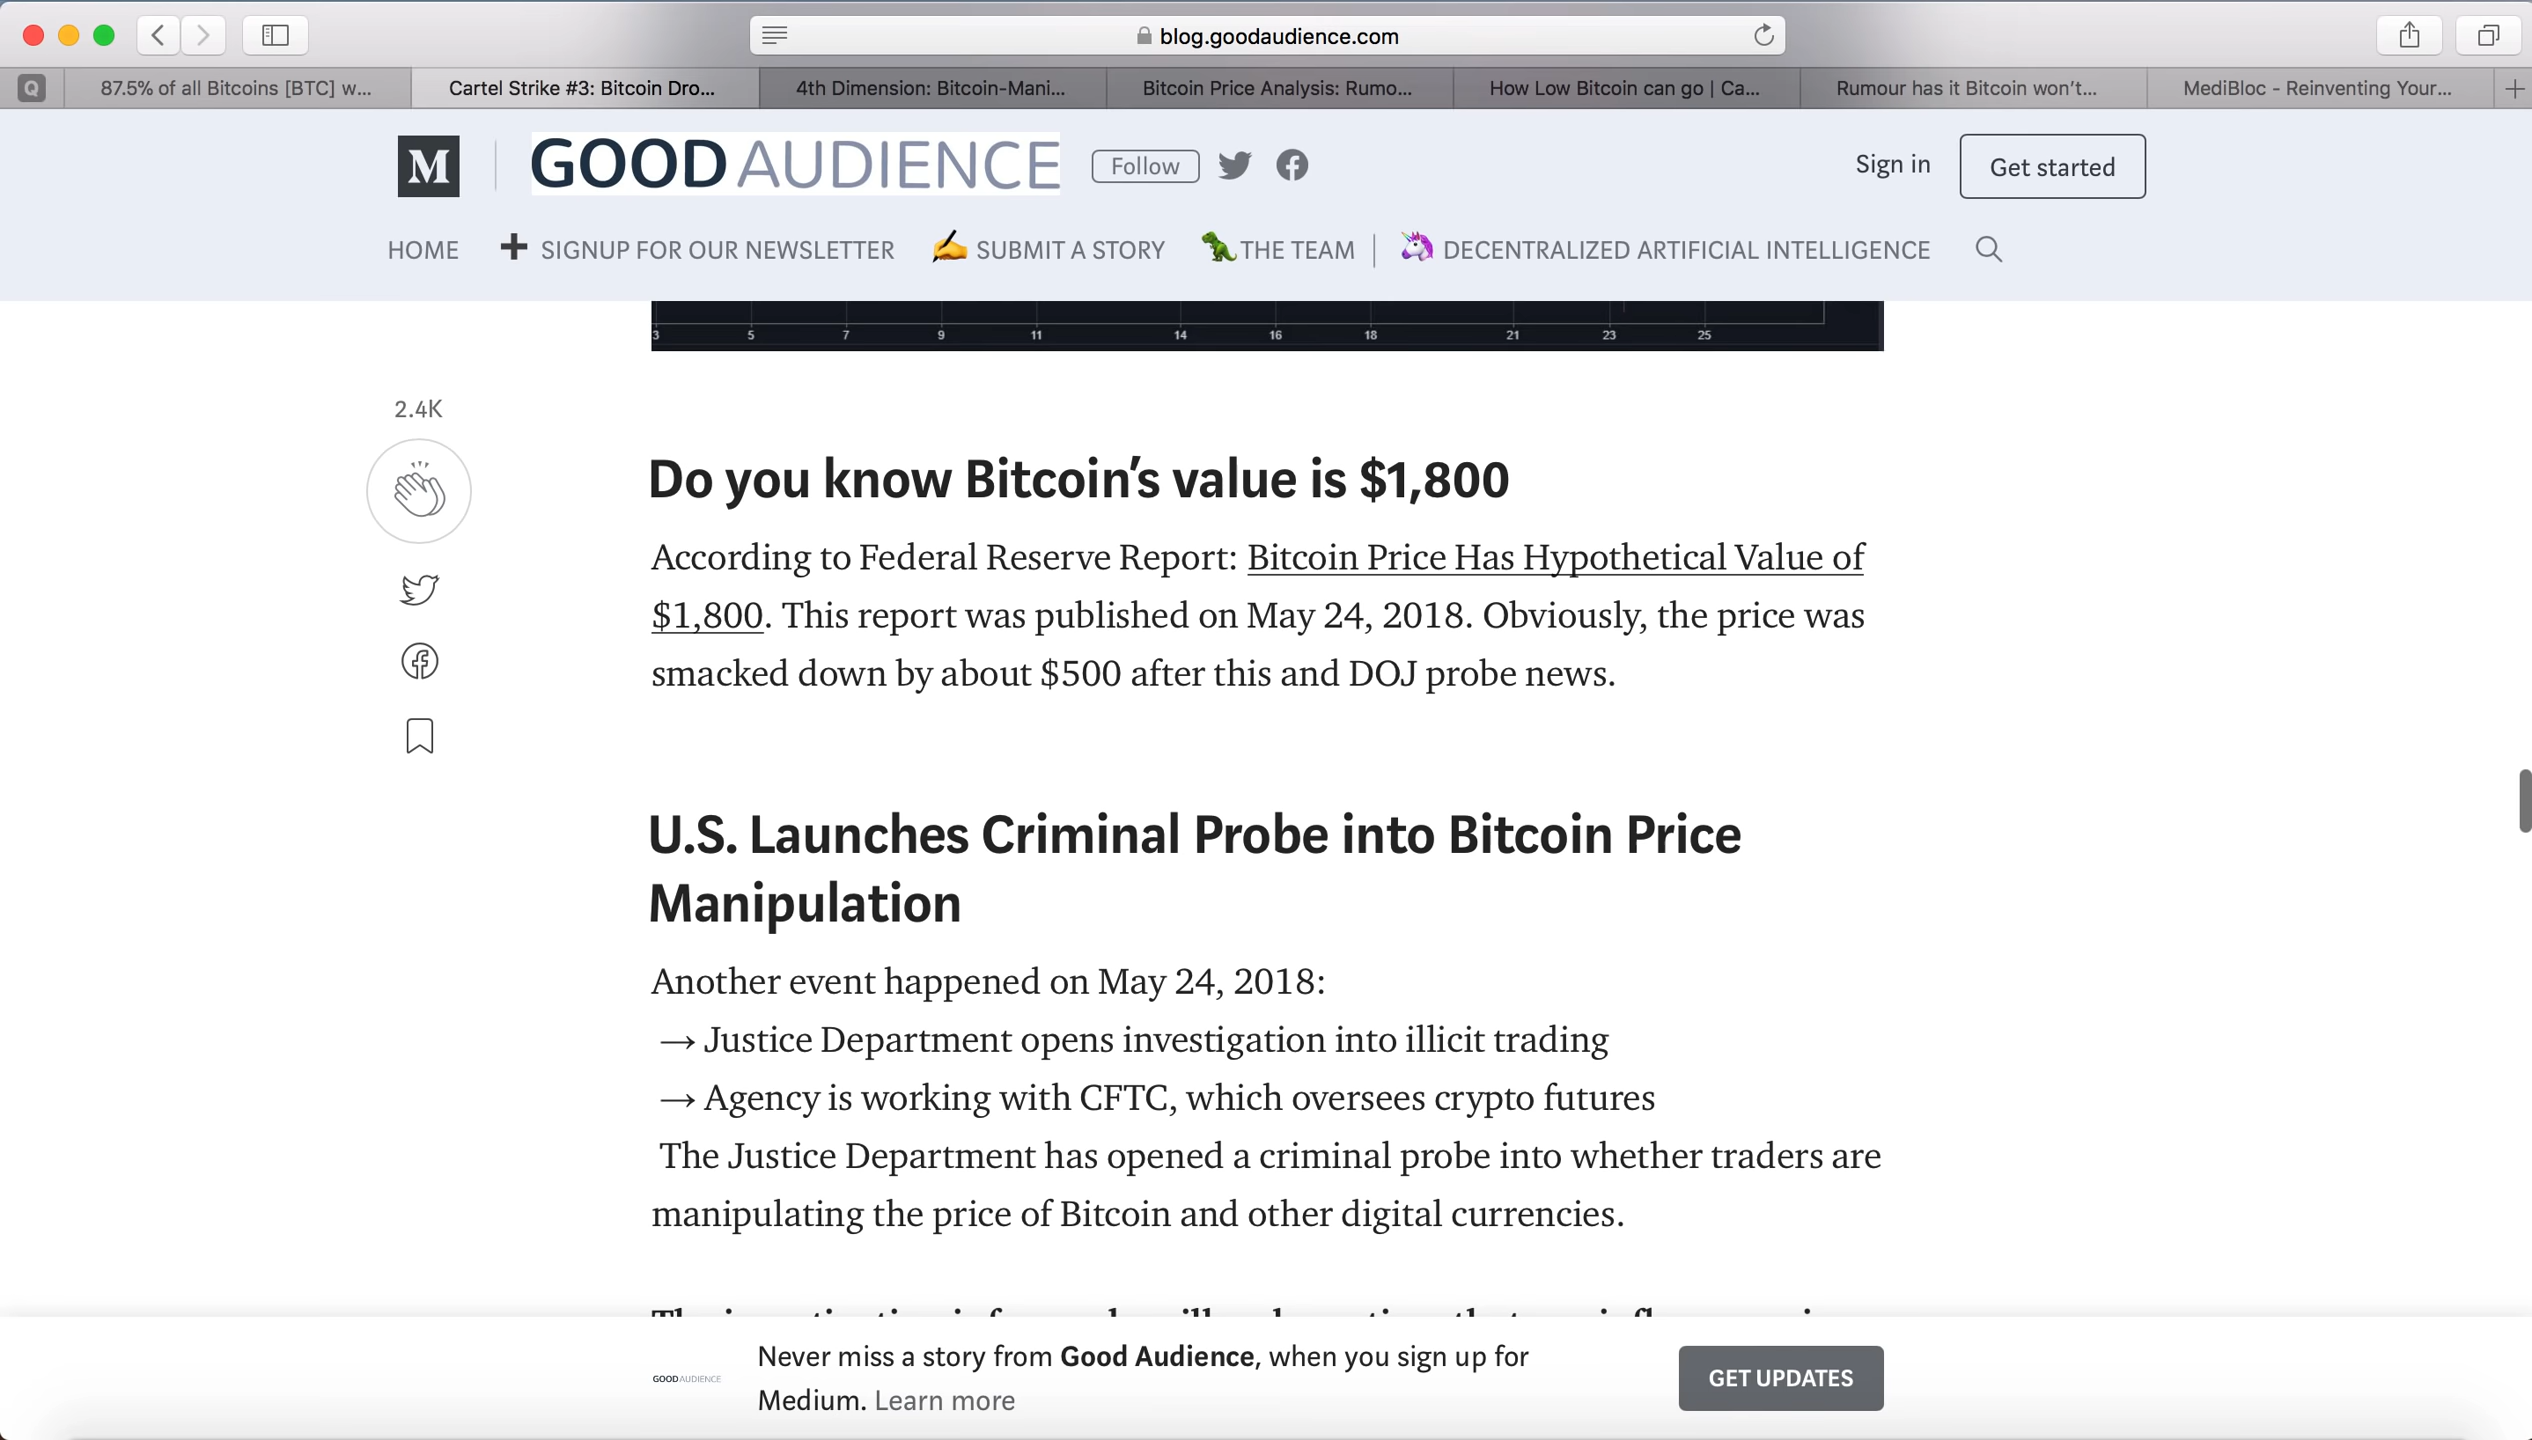 blog.goodaudience.com
Q
87.5% of all Bitcoins [BTC] w...
Cartel Strike #3: Bitcoin Dro...
4th Dimension: Bitcoin-Mani...
Bitcoin Price Analysis: Rumo...
How Low Bitcoin can go | Ca...
Rumour has it Bitcoin won't...
MediBloc - Reinventing Your...
M
GOODAUDIENCE
Follow
Sign in
Get started
HOME
SIGNUP FOR OUR NEWSLETTER
SUBMIT A STORY
THE TEAM
DECENTRALIZED ARTIFICIAL INTELLIGENCE
3 5 7 9 11 14 16 18 21 23 25
2.4K
Do you know Bitcoin’s value is $1,800
According to Federal Reserve Report: Bitcoin Price Has Hypothetical Value of
$1,800. This report was published on May 24, 2018. Obviously, the price was
smacked down by about $500 after this and DOJ probe news.
U.S. Launches Criminal Probe into Bitcoin Price
Manipulation
Another event happened on May 24, 2018:
→ Justice Department opens investigation into illicit trading
→ Agency is working with CFTC, which oversees crypto futures
The Justice Department has opened a criminal probe into whether traders are
manipulating the price of Bitcoin and other digital currencies.
GOODAUDIENCE
Never miss a story from Good Audience, when you sign up for
Medium. Learn more
GET UPDATES